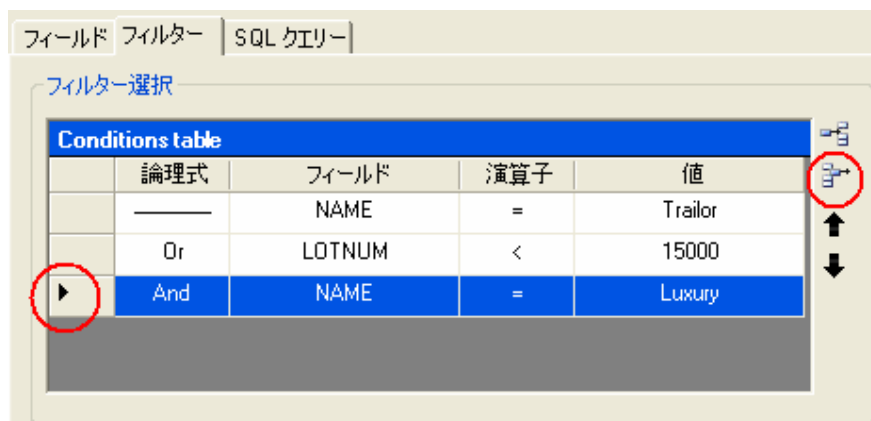 フィールド フィルター SQL クエリー
フィルター選択
Conditions table
論理式 フィールド 演算子 値
NAME = Trailor
Or LOTNUM < 15000
And NAME = Luxury